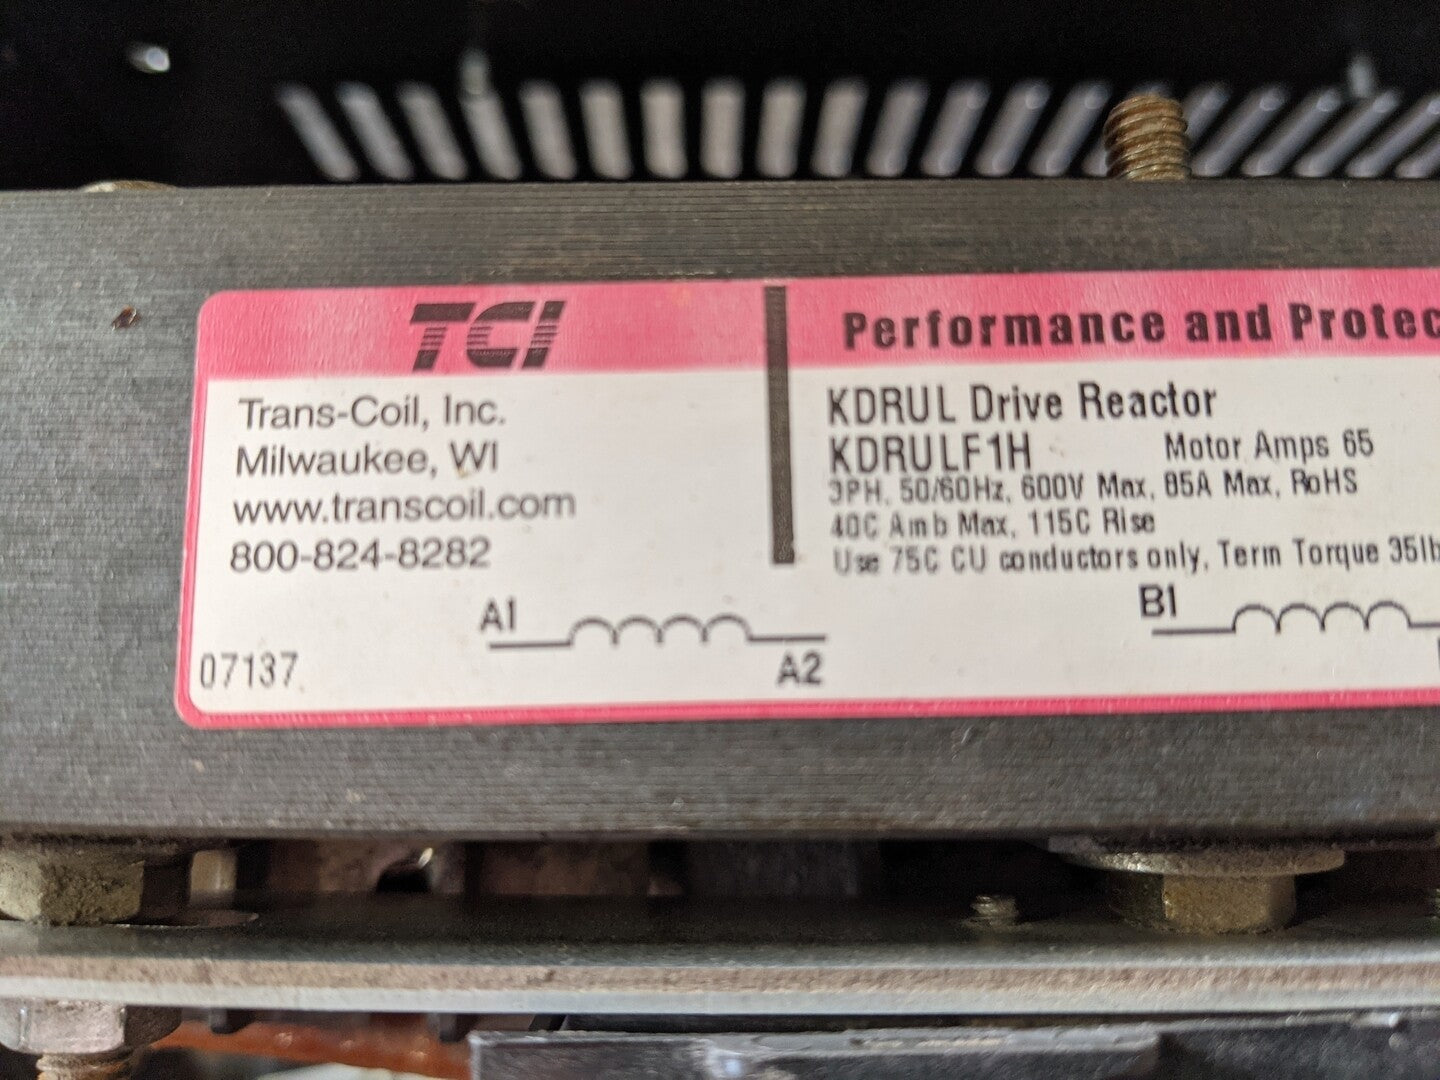 TCI
Performance and Protec
Trans-Coil, Inc.
Milwaukee, WI
www.transcoil.com
800-824-8282
KDRUL Drive Reactor
KDRULF1H Motor Amps 65
3PH, 50/60Hz, 600V Max, 85A Max, RoHS
40C Amb Max, 115C Rise
Use 75C CU conductors only, Term Torque 35lb
A1
A2
B1
07137